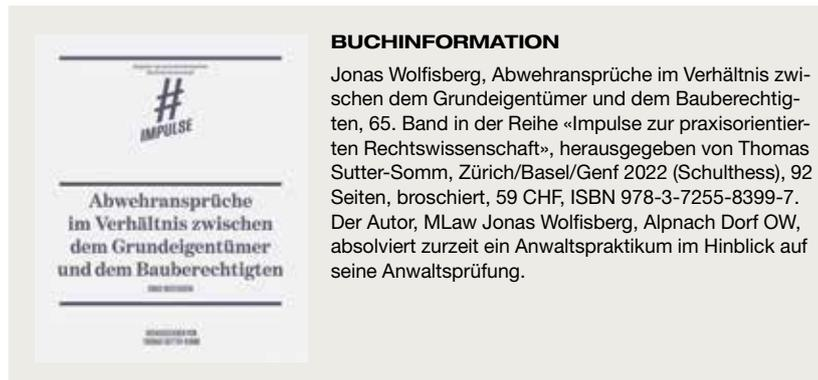 #
IMPULSE
Abwehransprüche
im Verhältnis zwischen
dem Grundeigentümer
und dem Bauberechtigten
BUCHINFORMATION
Jonas Wolfisberg, Abwehransprüche im Verhältnis zwi-
schen dem Grundeigentümer und dem Bauberechtig-
ten, 65. Band in der Reihe «Impulse zur praxisorientier-
ten Rechtswissenschaft», herausgegeben von Thomas
Sutter-Somm, Zürich/Basel/Genf 2022 (Schulthess), 92
Seiten, broschiert, 59 CHF, ISBN 978-3-7255-8399-7.
Der Autor, MLaw Jonas Wolfisberg, Alpnach Dorf OW,
absolviert zurzeit ein Anwaltspraktikum im Hinblick auf
seine Anwaltsprüfung.